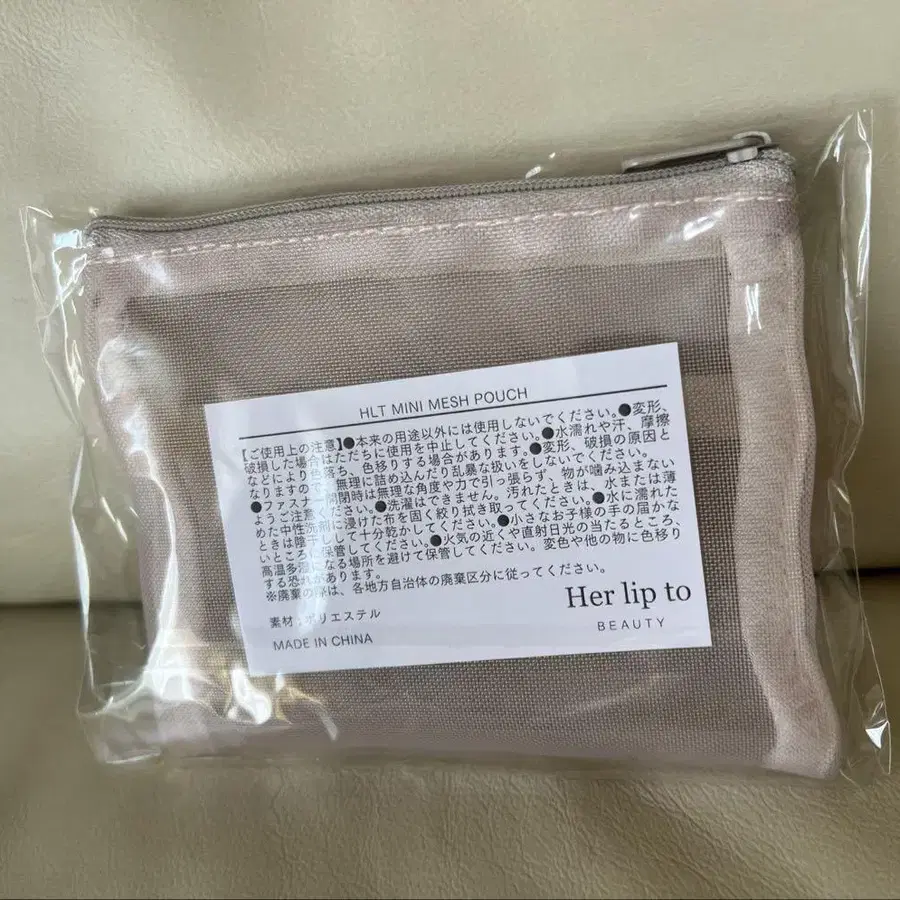 HLT MINI MESH POUCH
【ご使用上の注意】●本来の用途以外には使用しないでください。●変形、
破損した場合はただちに使用を中止してください。●水濡れや汗、摩擦
などにより色落ち、色移りする場合があります。●変形、破損の原因と
なりますので、無理に詰め込んだり乱暴な扱いをしないでください。
●ファスナー開閉時は無理な角度や力で引っ張らず、物が噛み込まない
ようご注意ください。●洗濯はできません。汚れたときは、水または薄
めた中性洗剤に浸けた布を固く絞り拭き取ってください。●水に濡れた
ときは陰干しして十分乾かしてください。●小さなお子様の手の届かな
いところに保管してください。●火気の近くや直射日光の当たるところ、
高温多湿になる場所を避けて保管してください。変色や他の物に色移り
する恐れがあります。
※廃棄の際は、各地方自治体の廃棄区分に従ってください。
素材：ポリエステル
MADE IN CHINA
Her lip to
BEAUTY